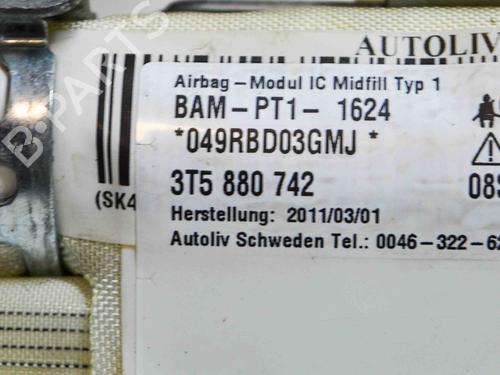 AUTOLIV
Airbag-Modul IC Midfill Typ 1
BAM-PT1- 1624
*049RBD03GMJ *
3T5 880 742
08S
(SK4
Herstellung: 2011/03/01
Autoliv Schweden Tel.: 0046-322-62
B-PARTS